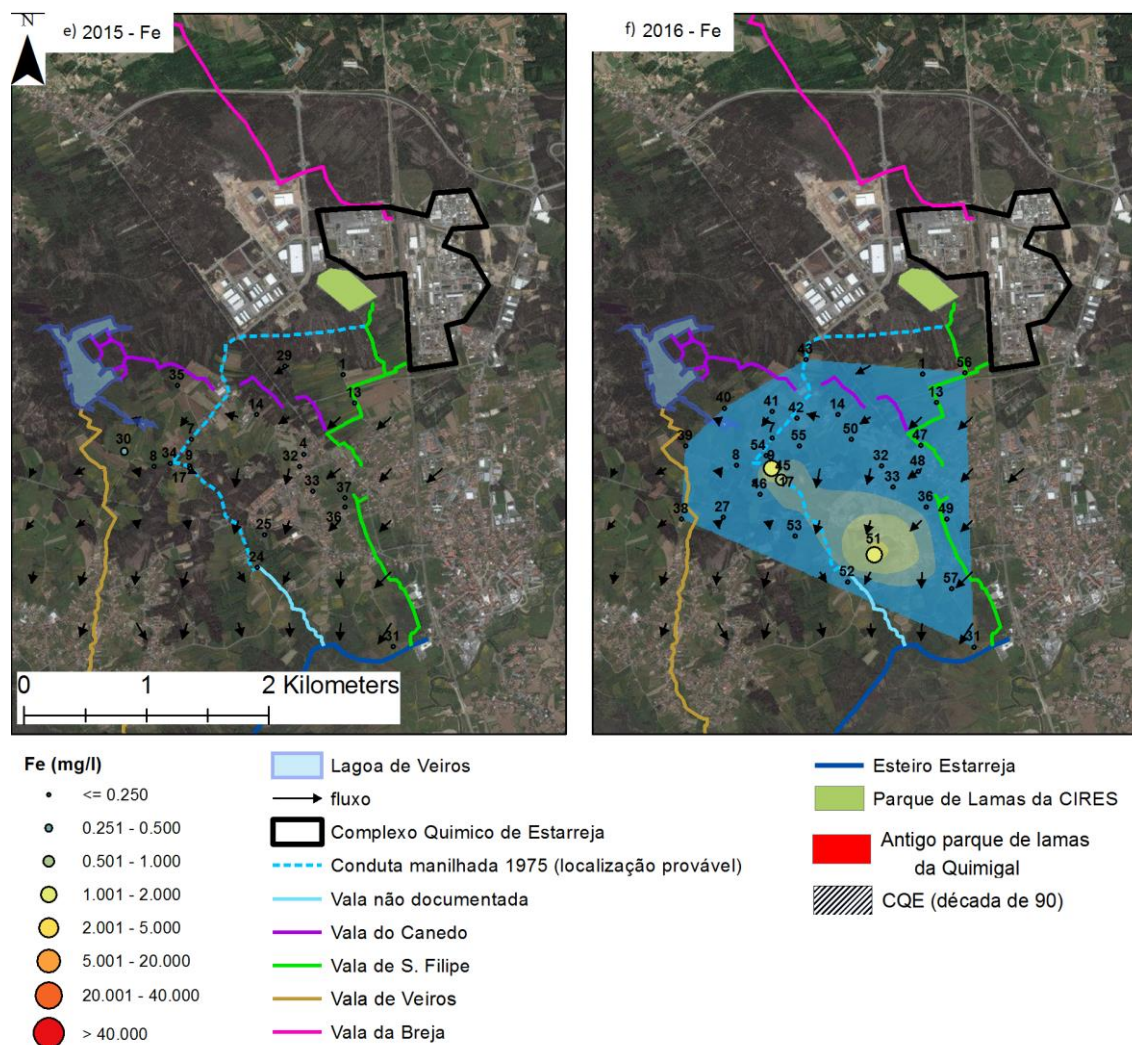 N
e) 2015 - Fe
29
1
35
13
14
7
4
30
34
8
9
32
17
33
37
36
25
24
31
0 1 2 Kilometers
f) 2016 - Fe
43
1
56
13
40
41
42
14
7
50
47
39
54
55
9
8
45
32
48
17
33
46
36
27
38
49
53
51
52
57
31
Fe (mg/l)
<= 0.250
0.251 - 0.500
0.501 - 1.000
1.001 - 2.000
2.001 - 5.000
5.001 - 20.000
20.001 - 40.000
> 40.000
Lagoa de Veiros
fluxo
Complexo Quimico de Estarreja
Conduta manilhada 1975 (localização provável)
Vala não documentada
Vala do Canedo
Vala de S. Filipe
Vala de Veiros
Vala da Breja
Esteiro Estarreja
Parque de Lamas da CIRES
Antigo parque de lamas
da Quimigal
CQE (década de 90)